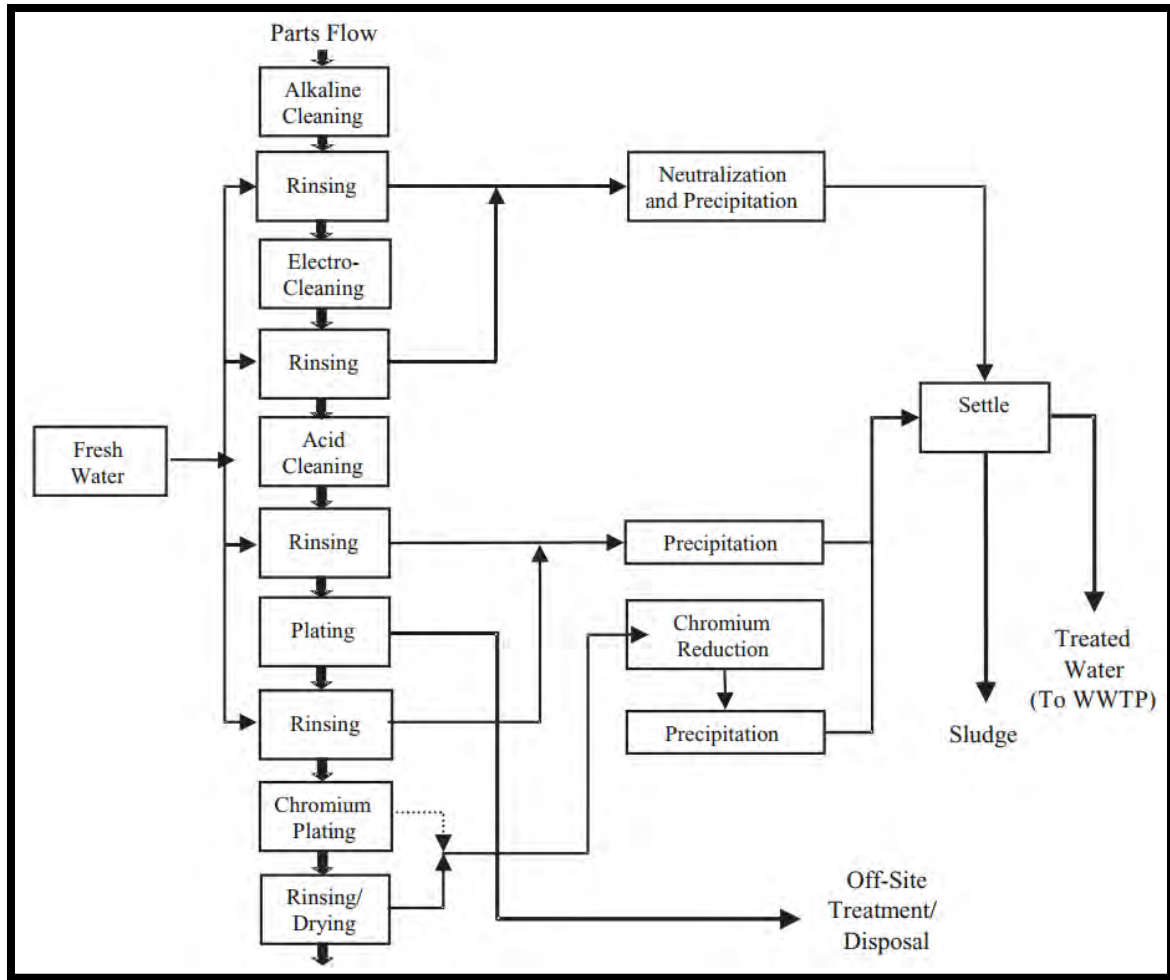 Parts Flow
Alkaline
Cleaning
Rinsing
Neutralization
and Precipitation
Electro-
Cleaning
Rinsing
Settle
Fresh
Water
Acid
Cleaning
Rinsing
Precipitation
Plating
Chromium
Reduction
Treated
Water
(To WWTP)
Rinsing
Precipitation
Sludge
Chromium
Plating
Rinsing/
Drying
Off-Site
Treatment/
Disposal